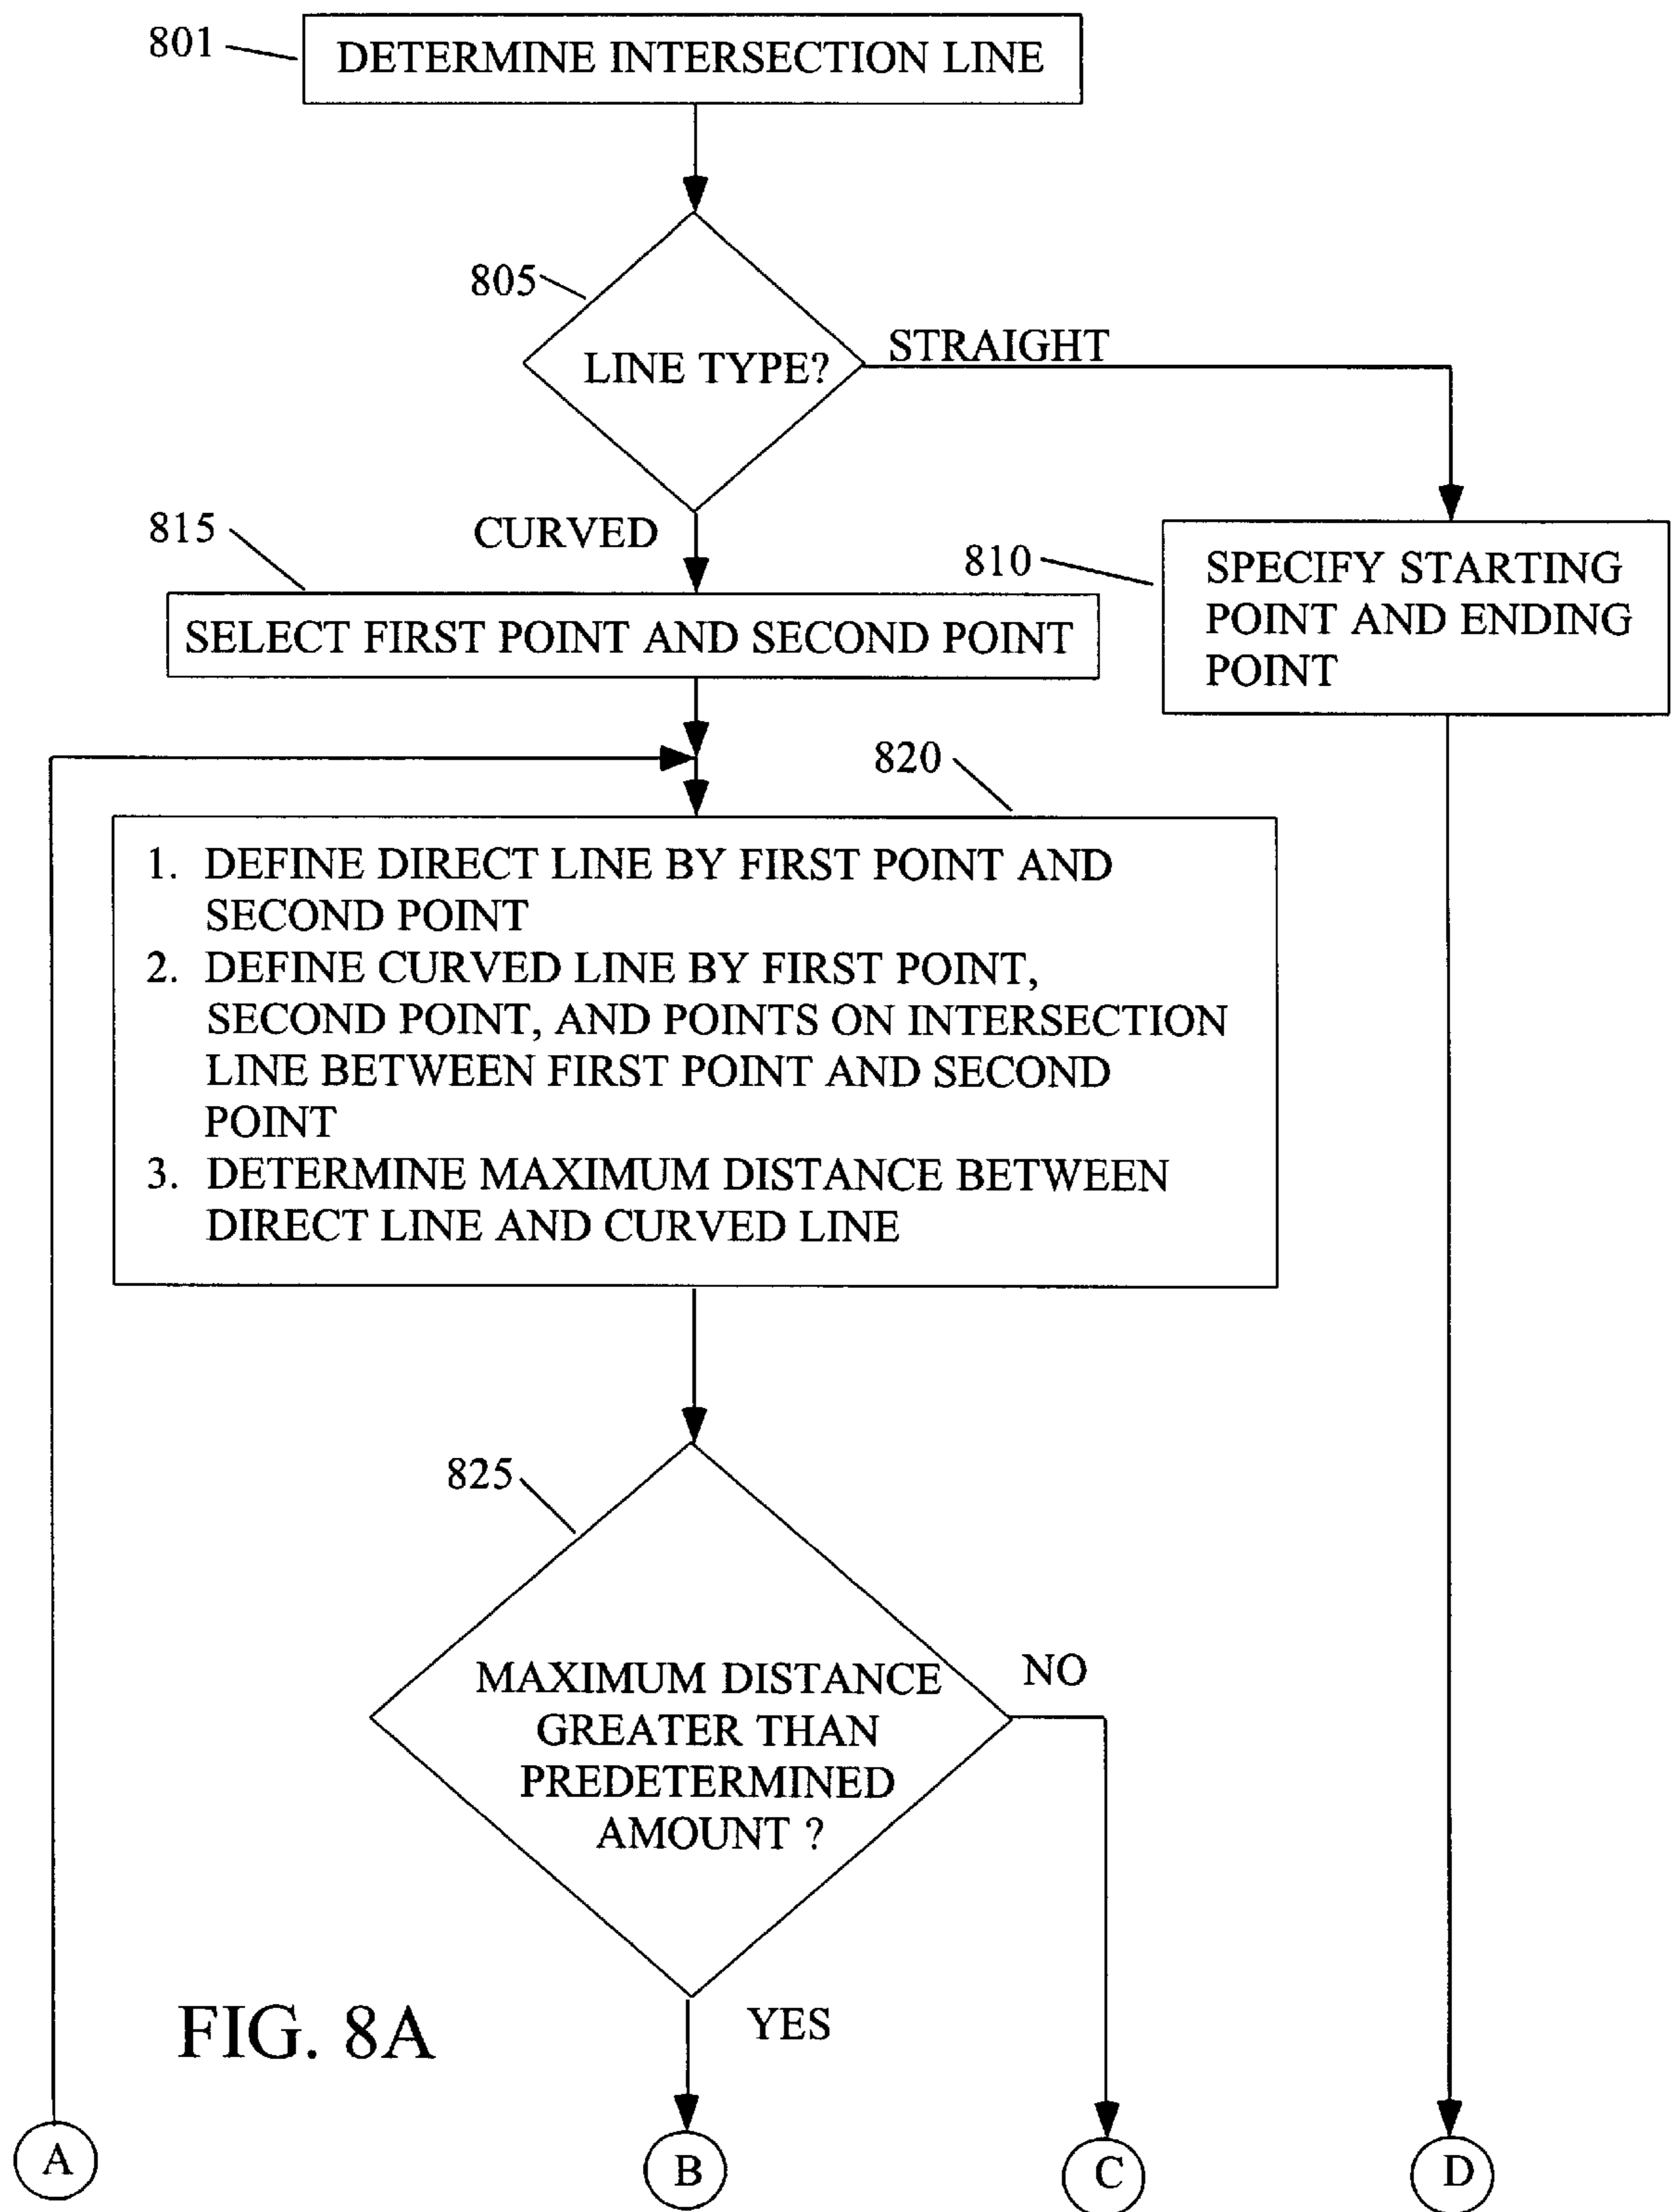 801
DETERMINE INTERSECTION LINE
805
LINE TYPE?
STRAIGHT
CURVED
815
SELECT FIRST POINT AND SECOND POINT
810
SPECIFY STARTING
POINT AND ENDING
POINT
820
1. DEFINE DIRECT LINE BY FIRST POINT AND
SECOND POINT
2. DEFINE CURVED LINE BY FIRST POINT,
SECOND POINT, AND POINTS ON INTERSECTION
LINE BETWEEN FIRST POINT AND SECOND
POINT
3. DETERMINE MAXIMUM DISTANCE BETWEEN
DIRECT LINE AND CURVED LINE
825
MAXIMUM DISTANCE
GREATER THAN
PREDETERMINED
AMOUNT ?
NO
YES
FIG. 8A
A
B
C
D